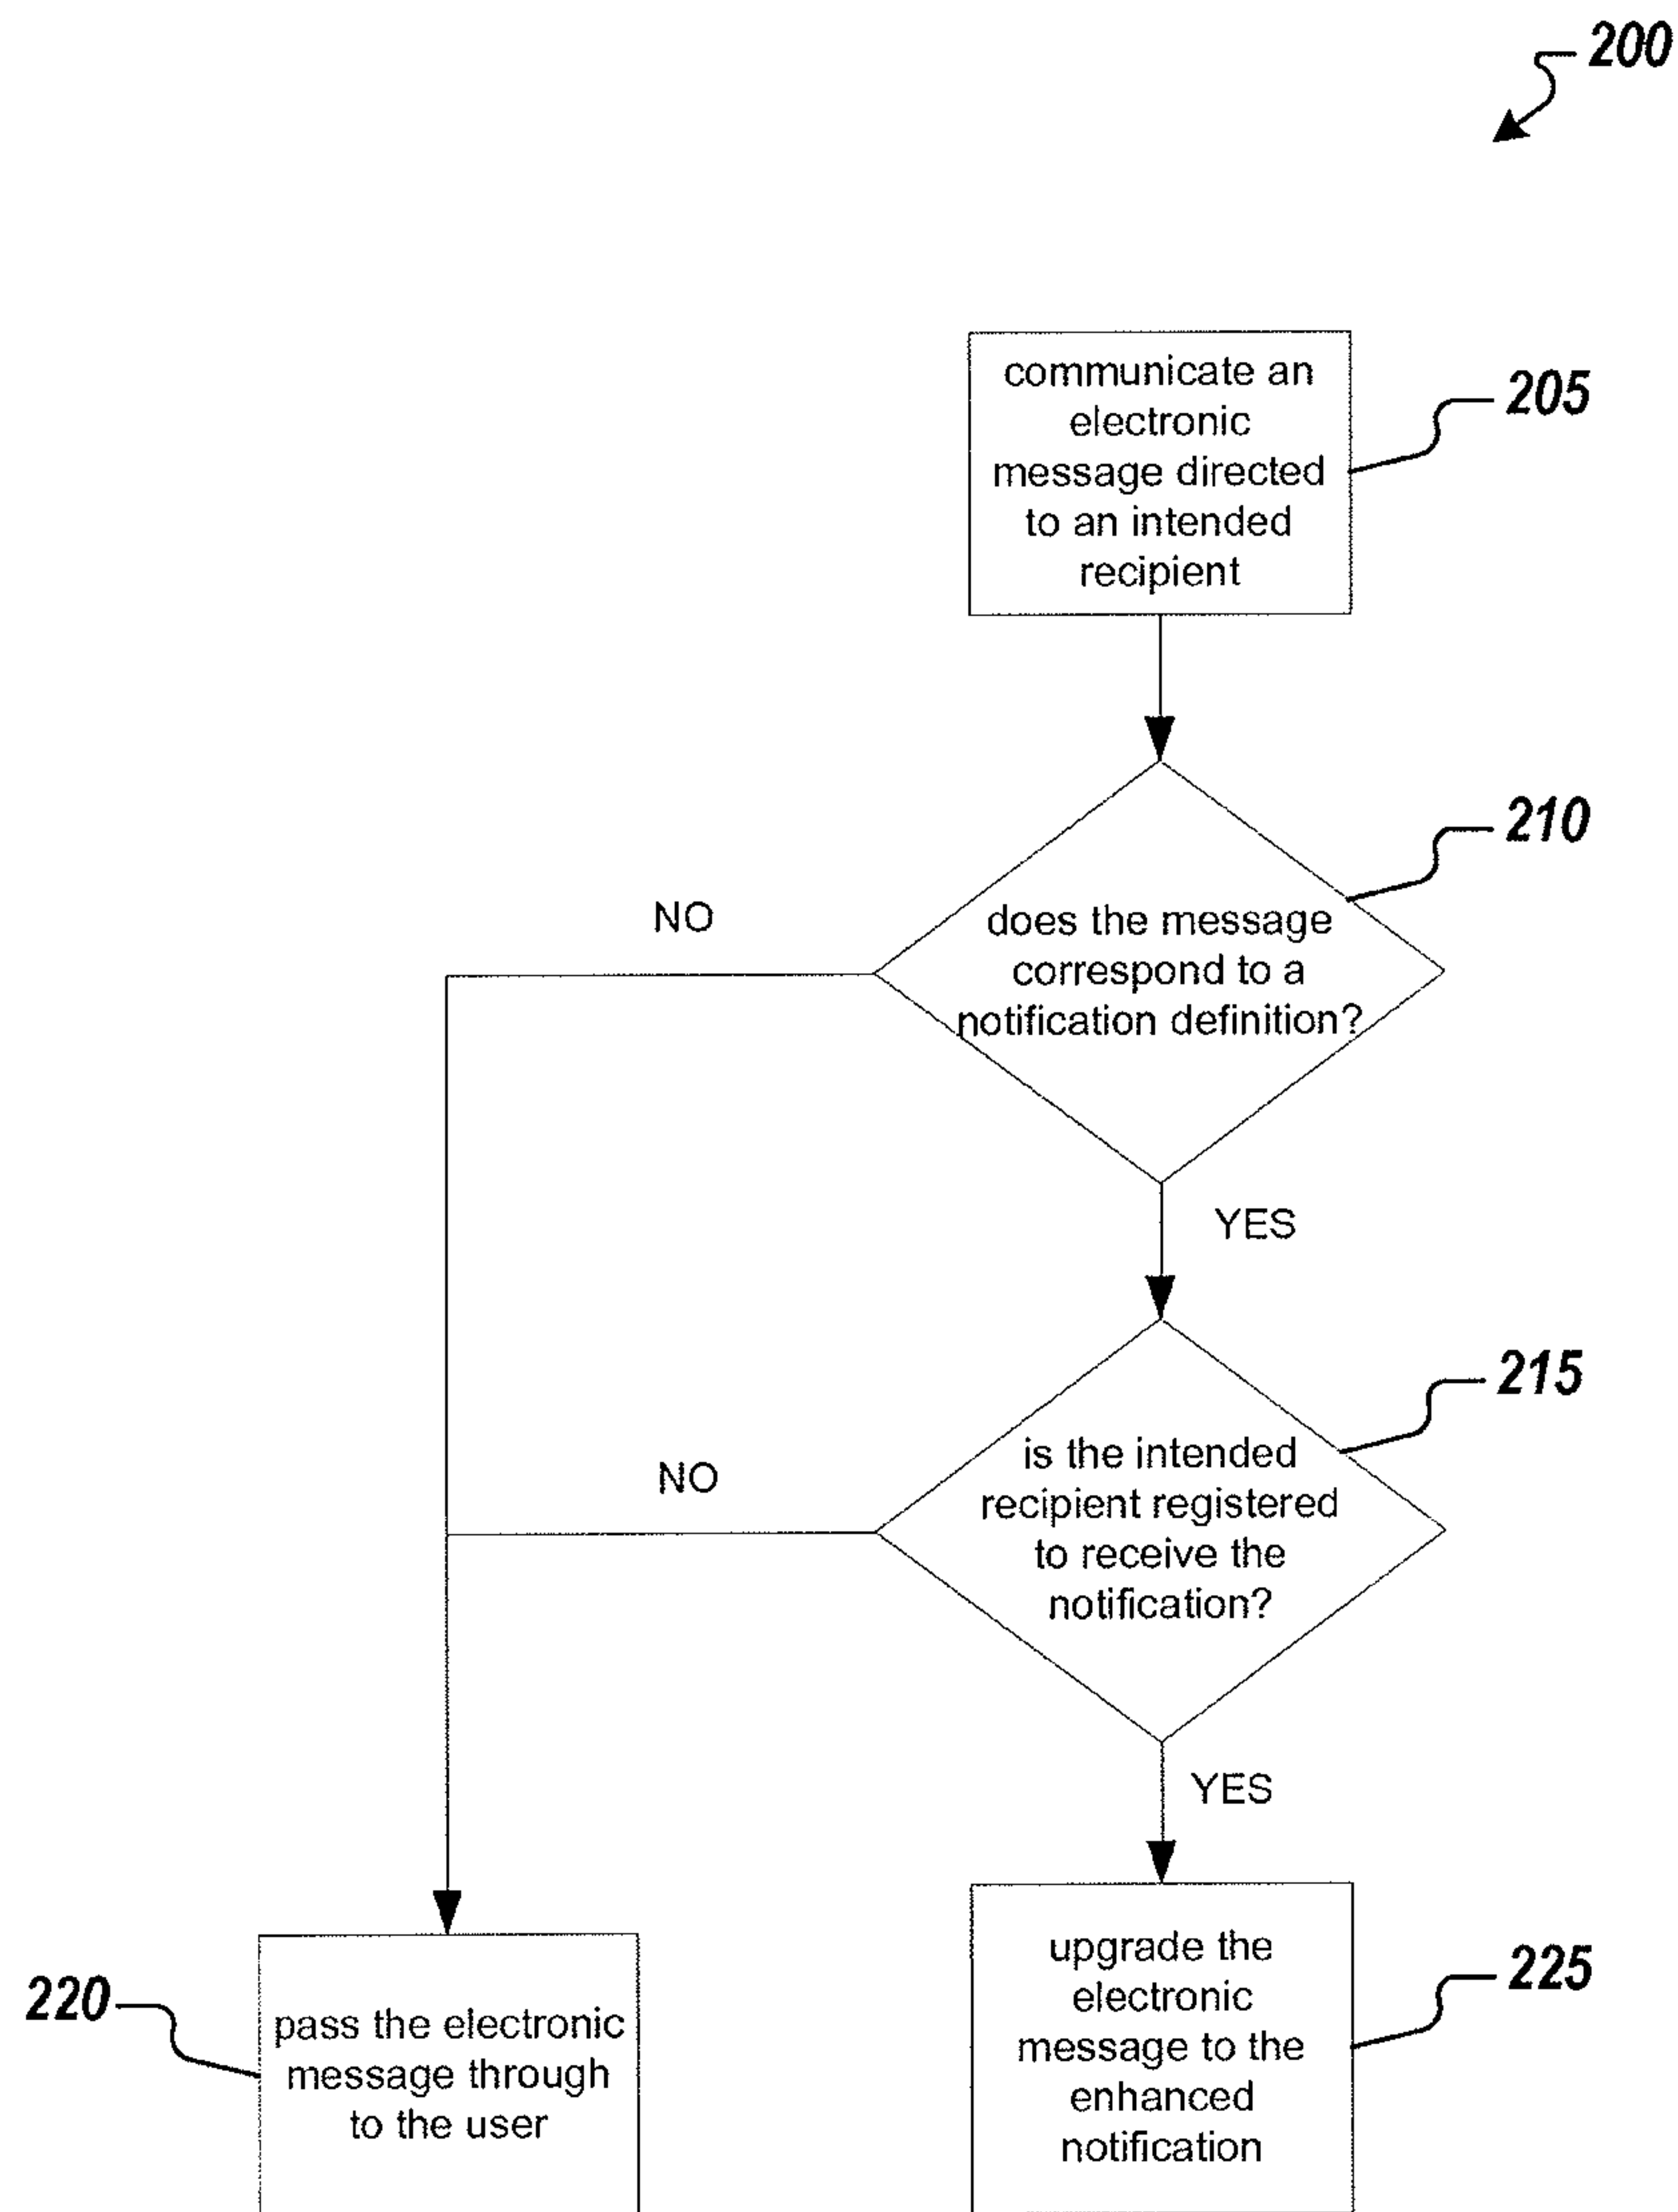 200
communicate an
electronic
message directed
to an intended
recipient
205
210
does the message
correspond to a
notification definition?
NO
YES
215
is the intended
recipient registered
to receive the
notification?
NO
YES
220
pass the electronic
message through
to the user
upgrade the
electronic
message to the
enhanced
notification
225